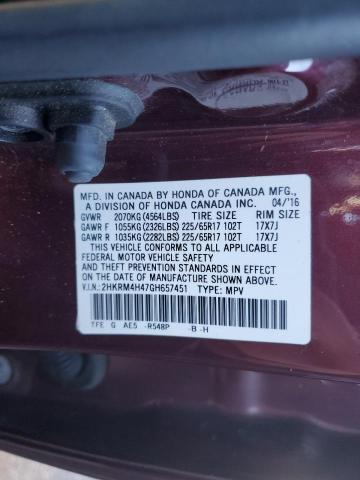 MFD. IN CANADA BY HONDA OF CANADA MFG.,
A DIVISION OF HONDA CANADA INC. 04/'16
GVWR 2070KG(4564LBS) TIRE SIZE RIM SIZE
GAWR F 1055KG(2326LBS) 225/65R17 102T 17X7J
GAWR R 1035KG(2282LBS) 225/65R17 102T 17X7J
THIS VEHICLE CONFORMS TO ALL APPLICABLE
FEDERAL MOTOR VEHICLE SAFETY
STANDARDS IN EFFECT ON THE
DATE OF MANUFACTURE SHOWN ABOVE.
V.I.N.: 2HKRM4H47GH657451 TYPE: MPV
TFE G AE5 -R548P -B-H